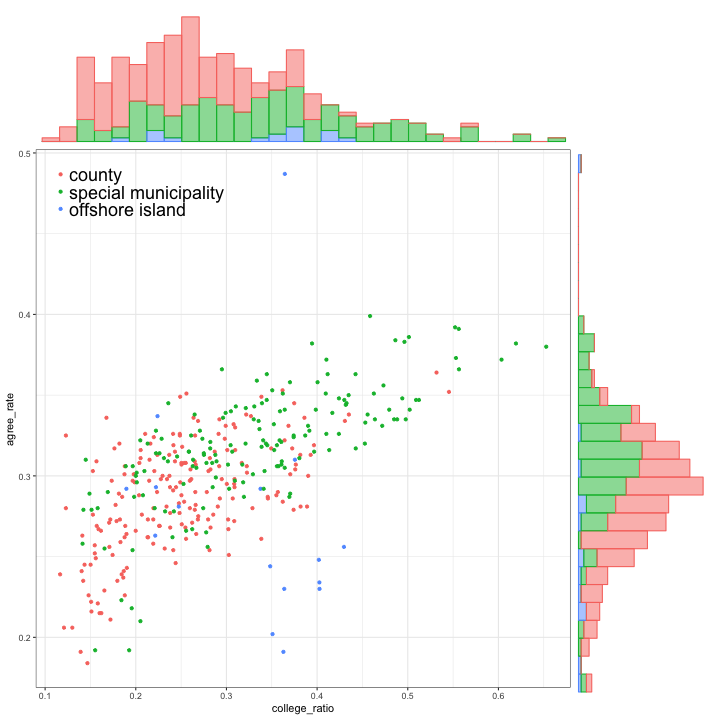 0.5
county
special municipality
offshore island
0.4
agree_rate
0.3
0.2
0.1 0.2 0.3 0.4 0.5 0.6
college_ratio